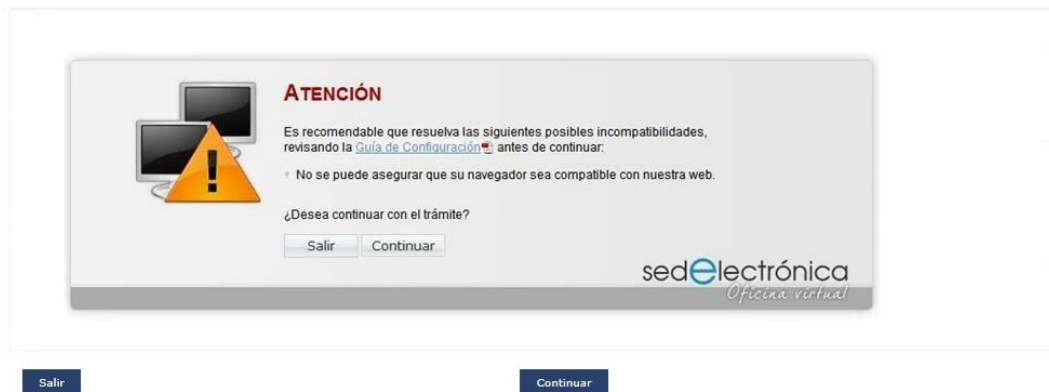 ATENCIÓN
Es recomendable que resuelva las siguientes posibles incompatibilidades,
revisando la Guía de Configuración antes de continuar:
No se puede asegurar que su navegador sea compatible con nuestra web.
¿Desea continuar con el trámite?
Salir Continuar
sedelectrónica
Oficina virtual
Salir Continuar